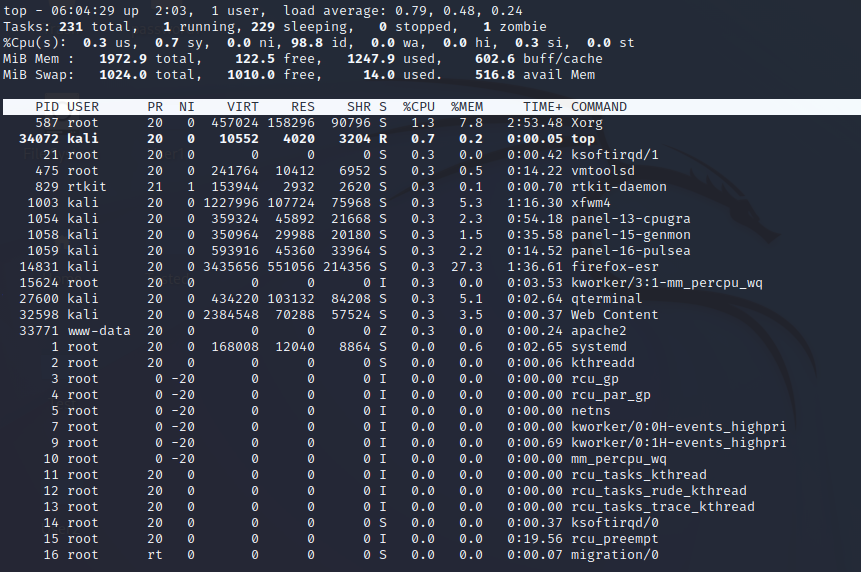 top - 06:04:29 up  2:03,  1 user,  load average: 0.79, 0.48, 0.24
Tasks: 231 total,   1 running, 229 sleeping,   0 stopped,   1 zombie
%Cpu(s):  0.3 us,  0.7 sy,  0.0 ni, 98.8 id,  0.0 wa,  0.0 hi,  0.3 si,  0.0 st
MiB Mem :   1972.9 total,    122.5 free,   1247.9 used,    602.6 buff/cache
MiB Swap:   1024.0 total,   1010.0 free,     14.0 used.    516.8 avail Mem
PID USER      PR  NI    VIRT    RES    SHR S  %CPU  %MEM     TIME+ COMMAND
587 root      20   0  457024 158296  90796 S   1.3   7.8   2:53.48 Xorg
34072 kali      20   0   10552   4020   3204 R   0.7   0.2   0:00.05 top
21 root      20   0       0      0      0 S   0.3   0.0   0:00.42 ksoftirqd/1
475 root      20   0  241764  10412   6952 S   0.3   0.5   0:14.22 vmtoolsd
829 rtkit     21   1  153944   2932   2620 S   0.3   0.1   0:00.70 rtkit-daemon
1003 kali      20   0 1227996 107724  75968 S   0.3   5.3   1:16.30 xfwm4
1054 kali      20   0  359324  45892  21668 S   0.3   2.3   0:54.18 panel-13-cpugra
1058 kali      20   0  350964  29988  20180 S   0.3   1.5   0:35.58 panel-15-genmon
1059 kali      20   0  593916  45360  33964 S   0.3   2.2   0:14.52 panel-16-pulsea
14831 kali      20   0 3435656 551056 214356 S   0.3  27.3   1:36.61 firefox-esr
15624 root      20   0       0      0      0 I   0.3   0.0   0:03.53 kworker/3:1-mm_percpu_wq
27600 kali      20   0  434220 103132  84208 S   0.3   5.1   0:02.64 qterminal
32598 kali      20   0 2384548  70288  57524 S   0.3   3.5   0:00.37 Web Content
33771 www-data  20   0       0      0      0 Z   0.3   0.0   0:00.24 apache2
1 root      20   0  168008  12040   8864 S   0.0   0.6   0:02.65 systemd
2 root      20   0       0      0      0 S   0.0   0.0   0:00.06 kthreadd
3 root       0 -20       0      0      0 I   0.0   0.0   0:00.00 rcu_gp
4 root       0 -20       0      0      0 I   0.0   0.0   0:00.00 rcu_par_gp
5 root       0 -20       0      0      0 I   0.0   0.0   0:00.00 netns
7 root       0 -20       0      0      0 I   0.0   0.0   0:00.00 kworker/0:0H-events_highpri
9 root       0 -20       0      0      0 I   0.0   0.0   0:00.69 kworker/0:1H-events_highpri
10 root       0 -20       0      0      0 I   0.0   0.0   0:00.00 mm_percpu_wq
11 root      20   0       0      0      0 I   0.0   0.0   0:00.00 rcu_tasks_kthread
12 root      20   0       0      0      0 I   0.0   0.0   0:00.00 rcu_tasks_rude_kthread
13 root      20   0       0      0      0 I   0.0   0.0   0:00.00 rcu_tasks_trace_kthread
14 root      20   0       0      0      0 S   0.0   0.0   0:00.37 ksoftirqd/0
15 root      20   0       0      0      0 I   0.0   0.0   0:19.56 rcu_preempt
16 root      rt   0       0      0      0 S   0.0   0.0   0:00.07 migration/0